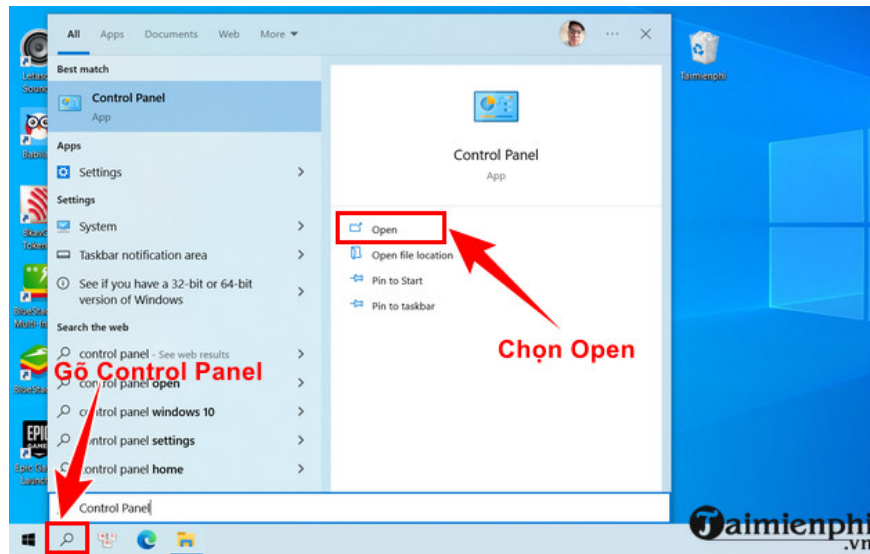 All Apps Documents Web More
Best match
Control Panel
App
Apps
Settings
Settings
System
Taskbar notification area
See if you have a 32-bit or 64-bit
version of Windows
Search the web
control panel - See web results
control panel open
control panel windows 10
control panel settings
control panel home
Control Panel
Control Panel
App
Open
Open file location
Pin to Start
Pin to taskbar
Chọn Open
Gõ Control Panel
Taimienphi
EPIC
GAMES
Token
Taimienphi
.vn